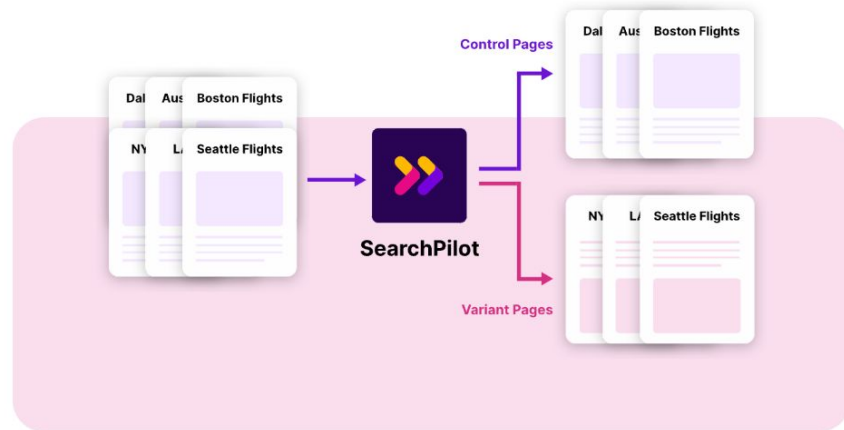 Control Pages
Dal Aus Boston Flights
Dal Aus Boston Flights
NY LA Seattle Flights
SearchPilot
NY LA Seattle Flights
Variant Pages